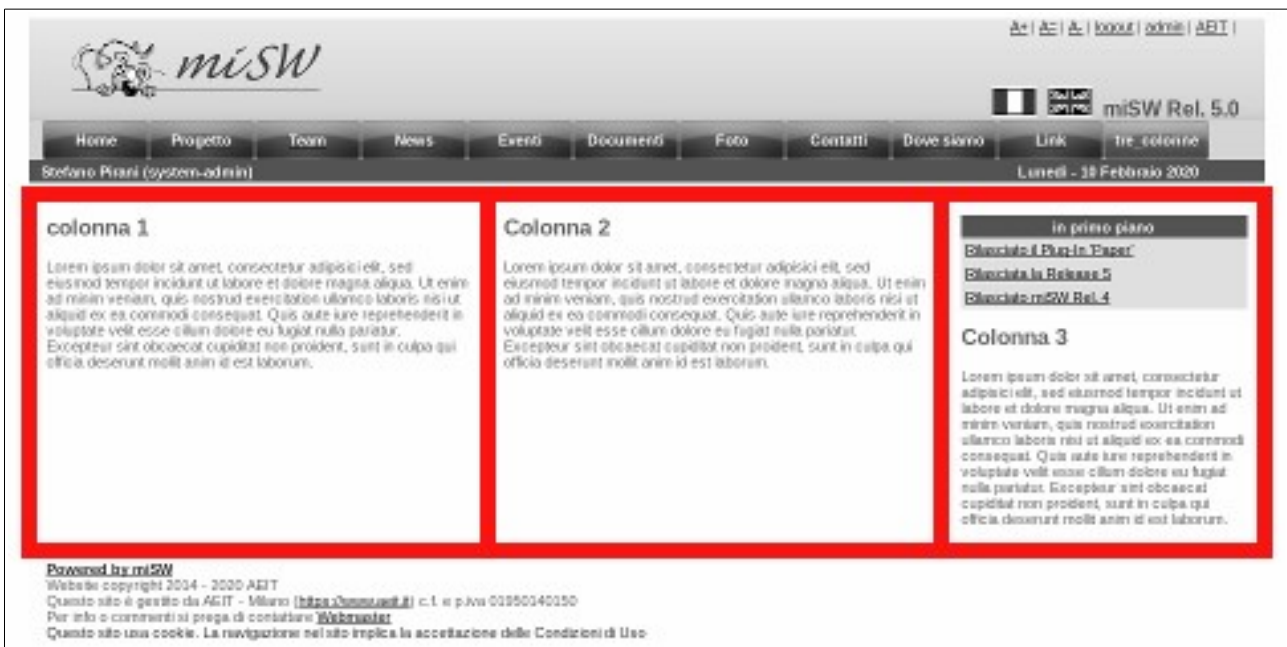 A+ | A= | A- | logout | admin | AEIT |
miSW
miSW Rel. 5.0
Home Progetto Team News Eventi Documenti Foto Contatti Dove siamo Link tre_colonne
Stefano Pirani (system-admin) Lunedì - 10 Febbraio 2020
colonna 1
Lorem ipsum dolor sit amet, consectetur adipisici elit, sed
eiusmod tempor incidunt ut labore et dolore magna aliqua. Ut enim
ad minim veniam, quis nostrud exercitation ullamco laboris nisi ut
aliquid ex ea commodi consequat. Quis aute iure reprehenderit in
voluptate velit esse cillum dolore eu fugiat nulla pariatur.
Excepteur sint obcaecat cupiditat non proident, sunt in culpa qui
officia deserunt mollit anim id est laborum.
Colonna 2
Lorem ipsum dolor sit amet, consectetur adipisici elit, sed
eiusmod tempor incidunt ut labore et dolore magna aliqua. Ut enim
ad minim veniam, quis nostrud exercitation ullamco laboris nisi ut
aliquid ex ea commodi consequat. Quis aute iure reprehenderit in
voluptate velit esse cillum dolore eu fugiat nulla pariatur.
Excepteur sint obcaecat cupiditat non proident, sunt in culpa qui
officia deserunt mollit anim id est laborum.
in primo piano
Rilasciato il Plug-In 'Paper'
Rilasciata la Release 5
Rilasciato miSW Rel. 4
Colonna 3
Lorem ipsum dolor sit amet, consectetur
adipisici elit, sed eiusmod tempor incidunt ut
labore et dolore magna aliqua. Ut enim ad
minim veniam, quis nostrud exercitation
ullamco laboris nisi ut aliquid ex ea commodi
consequat. Quis aute iure reprehenderit in
voluptate velit esse cillum dolore eu fugiat
nulla pariatur. Excepteur sint obcaecat
cupiditat non proident, sunt in culpa qui
officia deserunt mollit anim id est laborum.
Powered by miSW
Website copyright 2014 - 2020 AEIT
Questo sito è gestito da AEIT - Milano (https://www.aeit.it) c.f. e p.iva 01950140150
Per info o commenti si prega di contattare Webmaster
Questo sito usa cookie. La navigazione nel sito implica la accettazione delle Condizioni di Uso